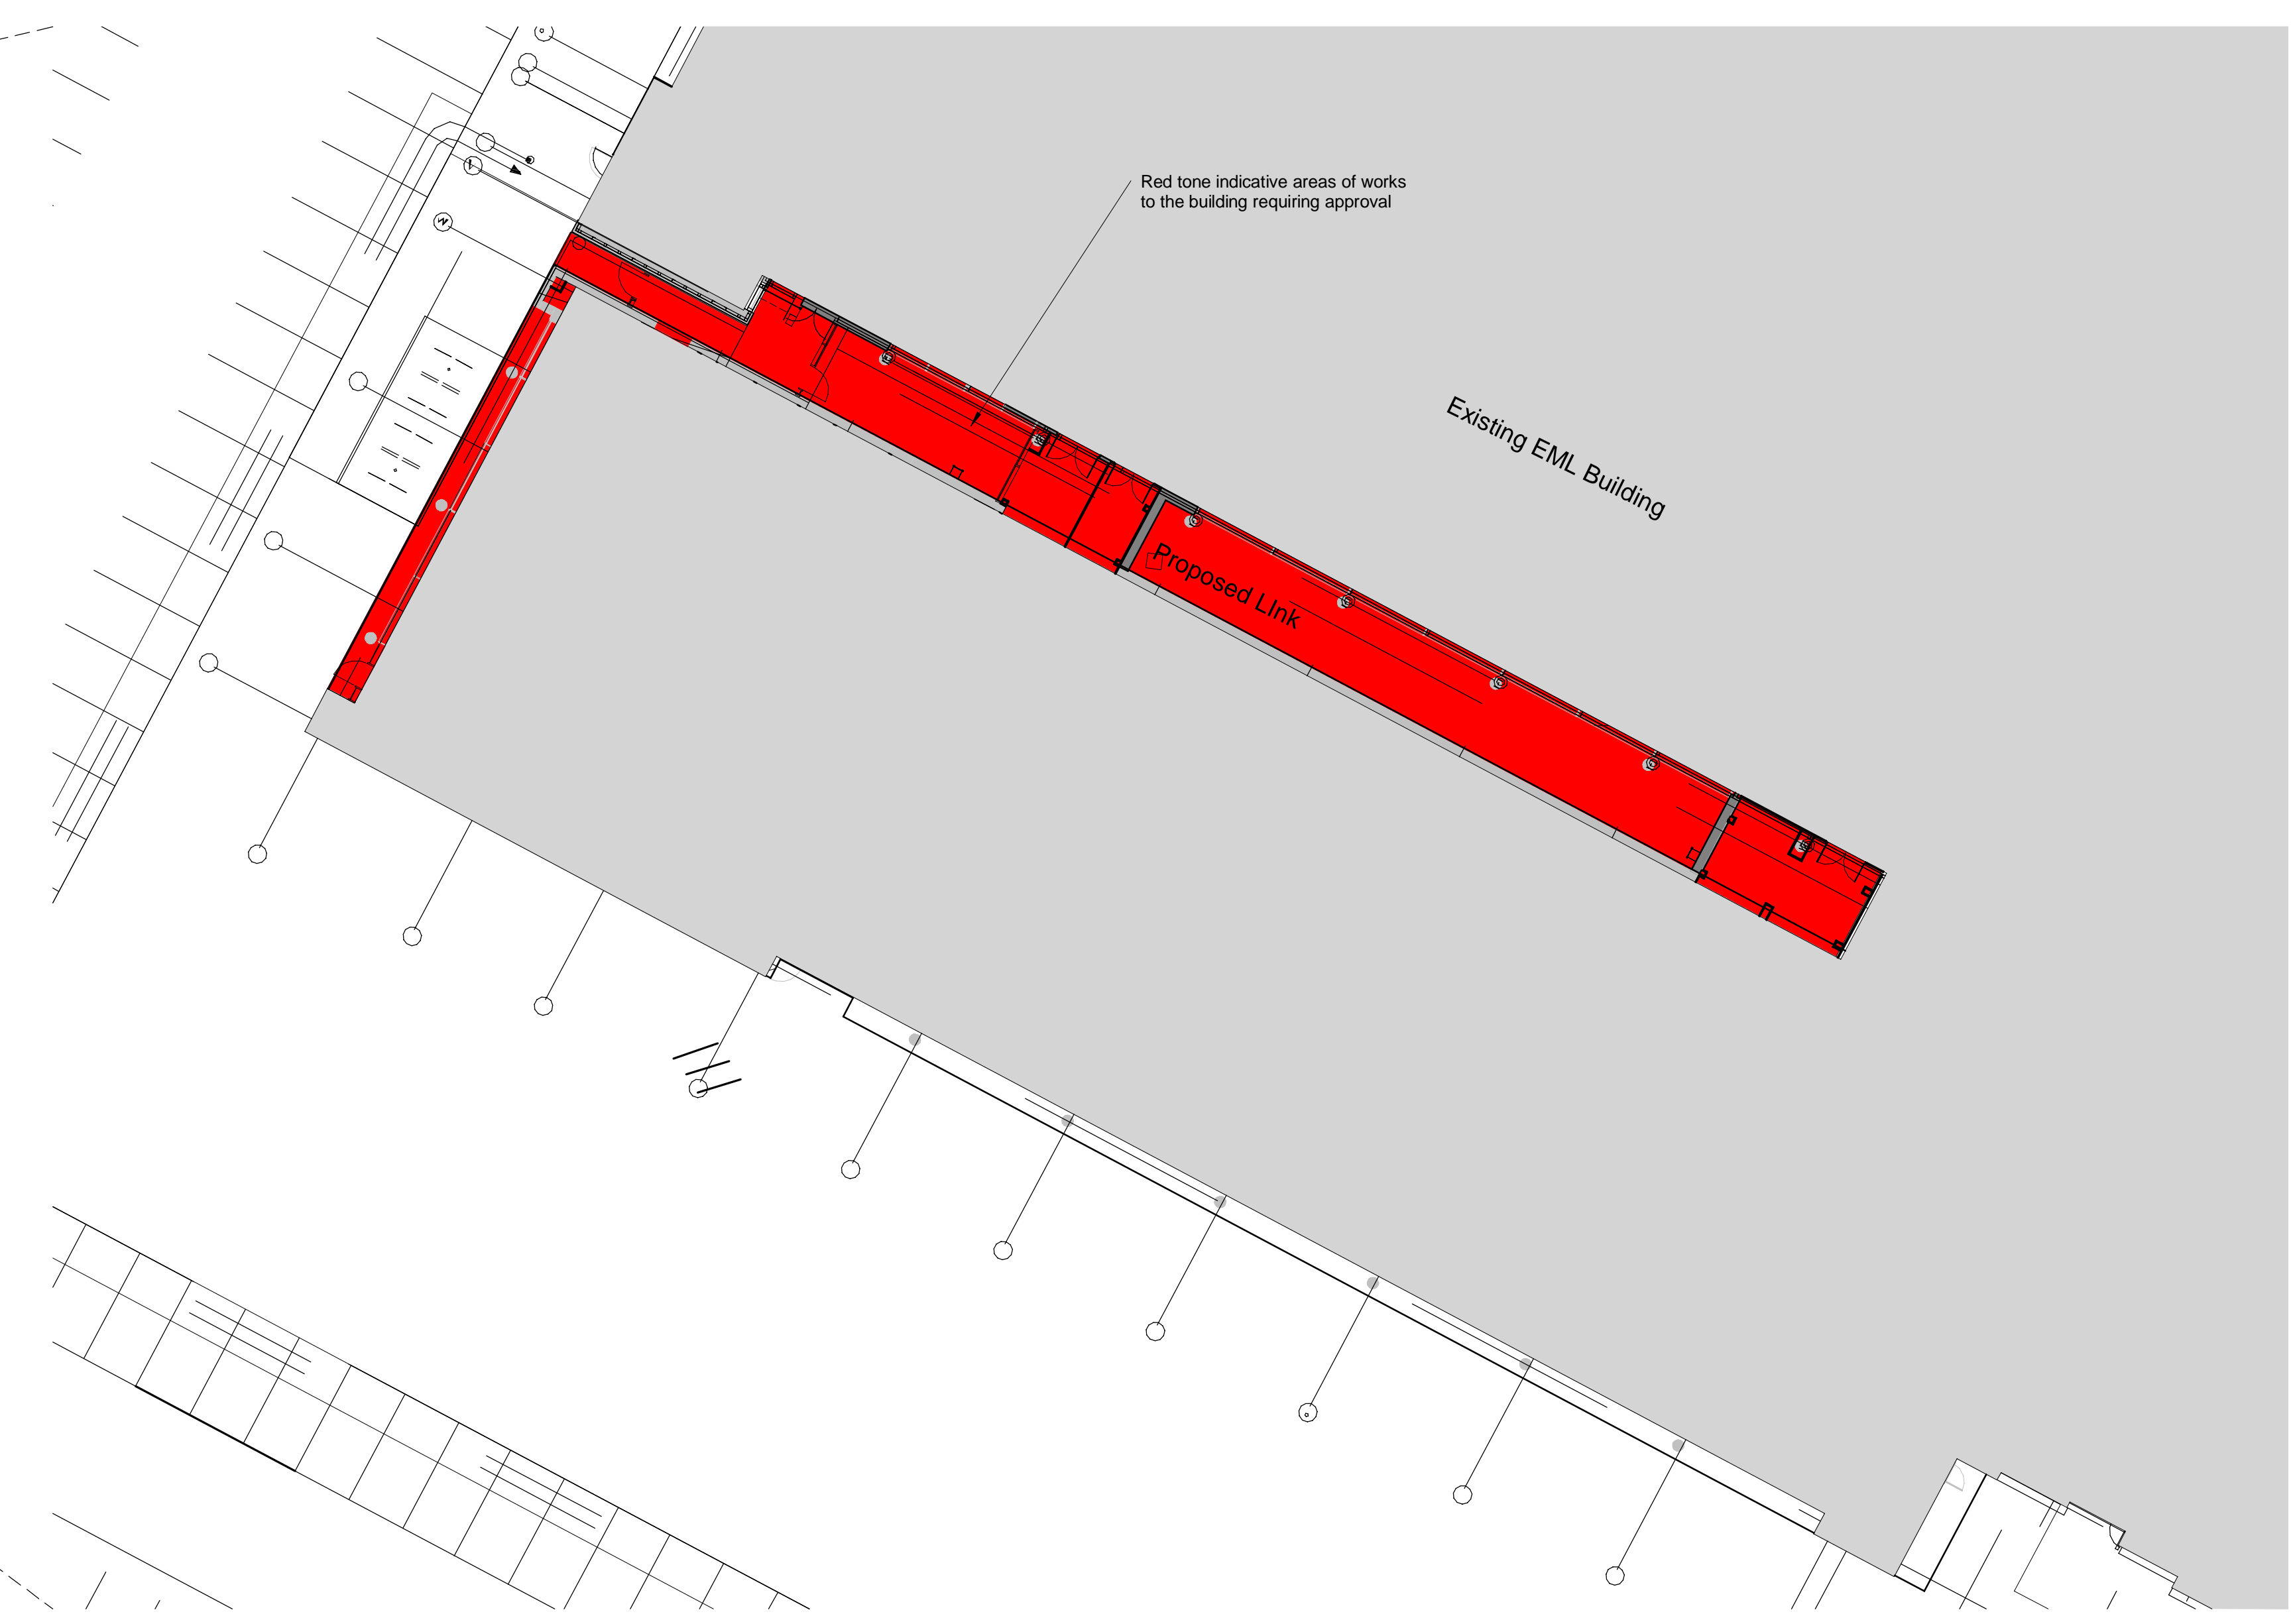 Red tone indicative areas of works
to the building requiring approval
Existing EML Building
Proposed LInk